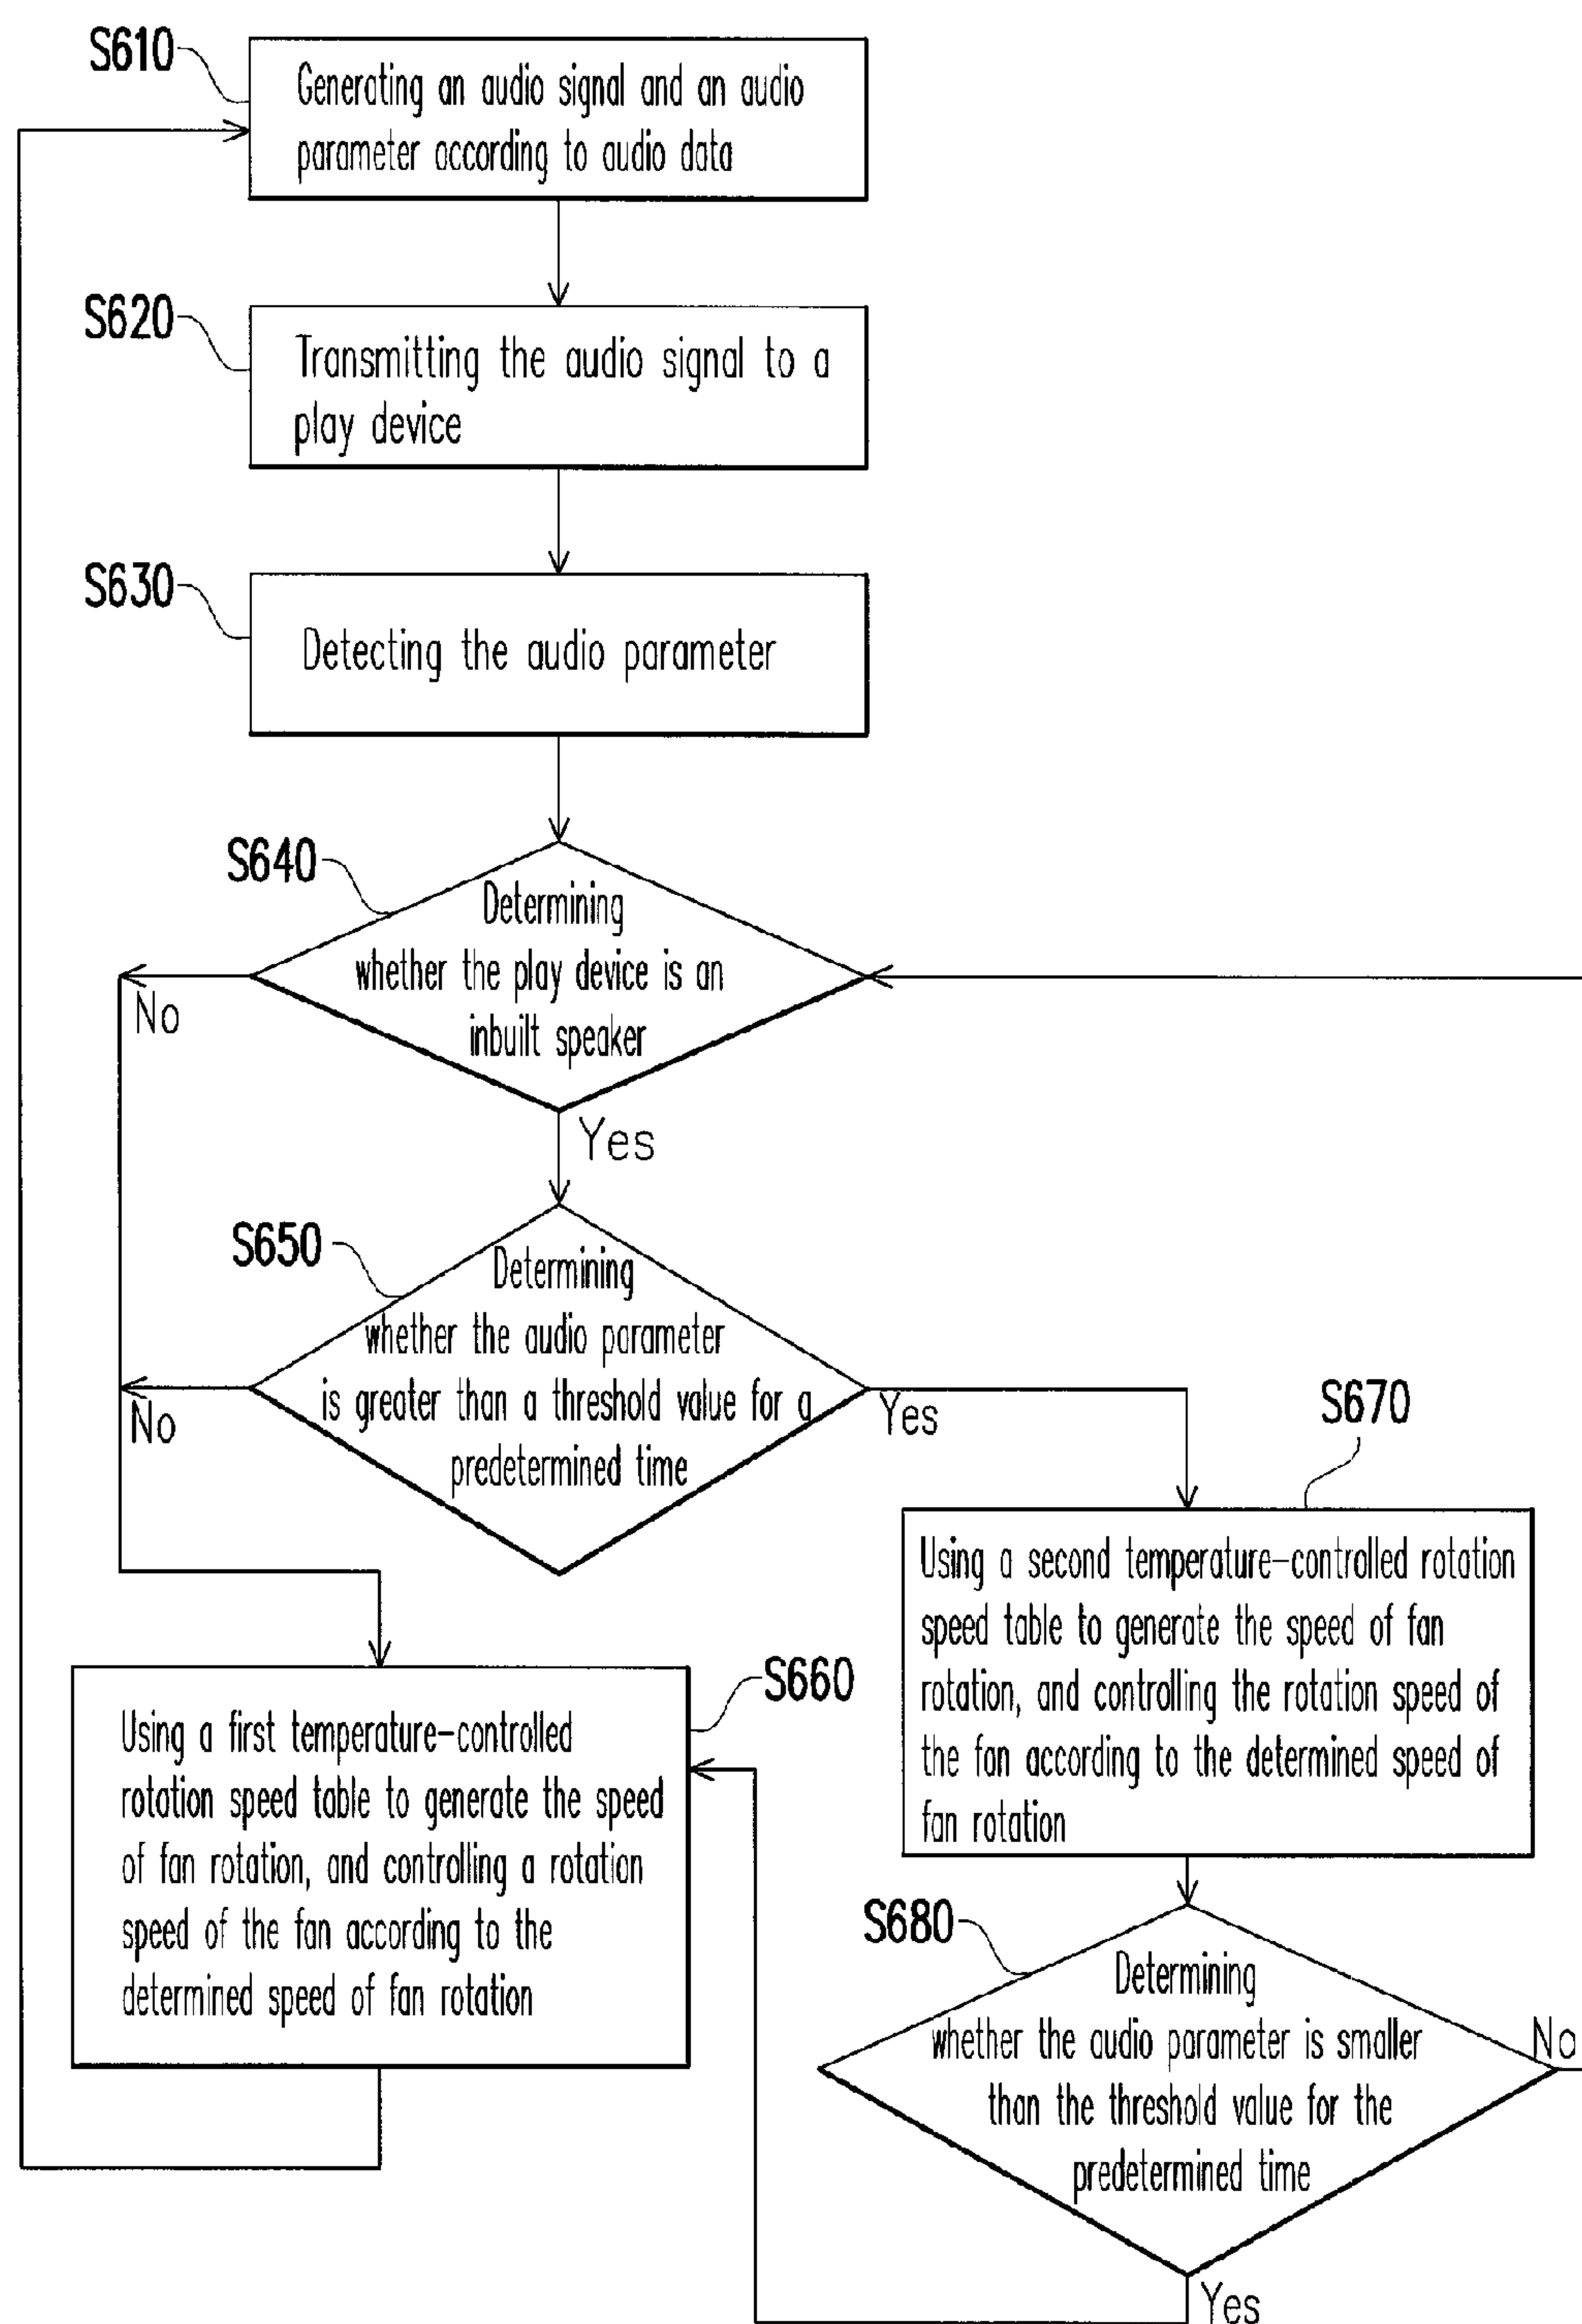 S610
Generating an audio signal and an audio
parameter according to audio data
S620
Transmitting the audio signal to a
play device
S630
Detecting the audio parameter
S640
Determining
whether the play device is an
inbuilt speaker
No
Yes
S650
Determining
whether the audio parameter
is greater than a threshold value for a
predetermined time
No
Yes
S670
Using a second temperature-controlled rotation
speed table to generate the speed of fan
rotation, and controlling the rotation speed of
the fan according to the determined speed of
fan rotation
S660
Using a first temperature-controlled
rotation speed table to generate the speed
of fan rotation, and controlling a rotation
speed of the fan according to the
determined speed of fan rotation
S680
Determining
whether the audio parameter is smaller
than the threshold value for the
predetermined time
No
Yes